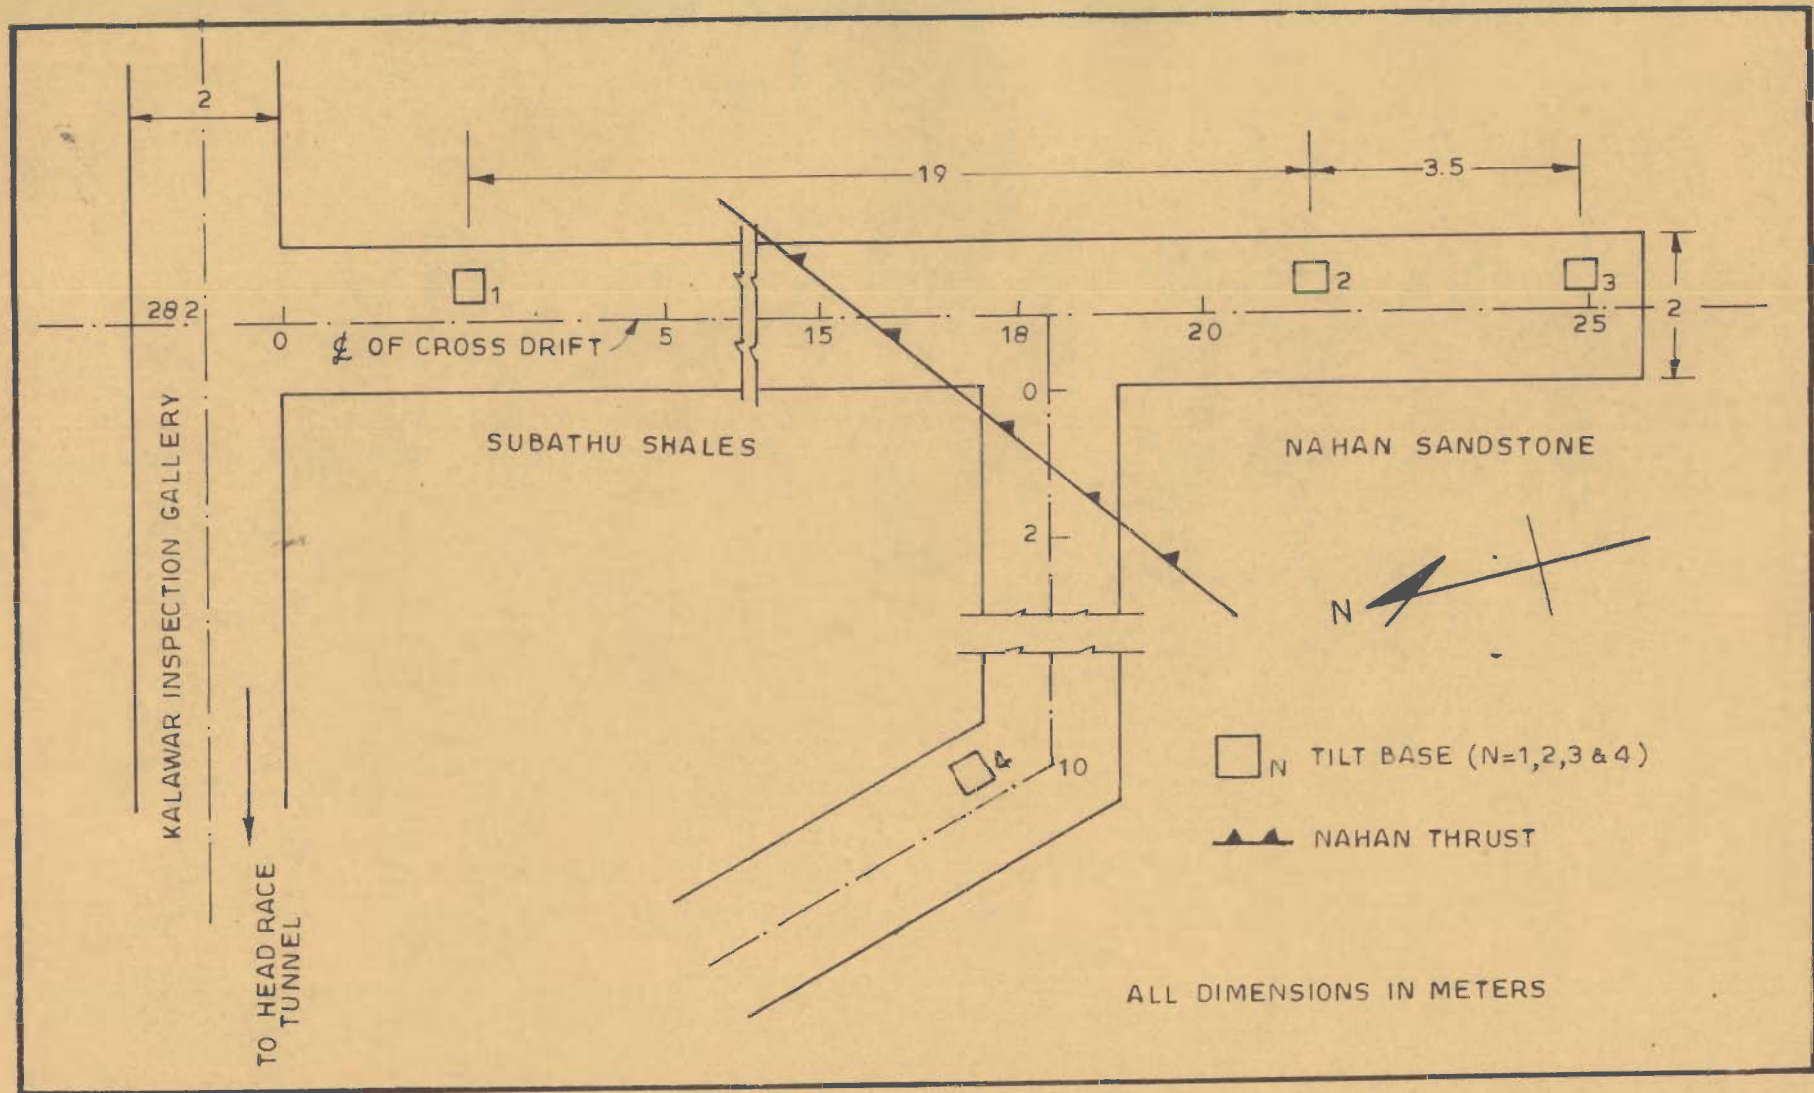 2
19
3.5
1
2
3
28 2
0
℄ OF CROSS DRIFT
5
15
18
20
25
2
0
SUBATHU SHALES
NAHAN SANDSTONE
KALAWAR INSPECTION GALLERY
2
N
4
10
N TILT BASE (N=1,2,3 & 4)
NAHAN THRUST
TO HEAD RACE
TUNNEL
ALL DIMENSIONS IN METERS